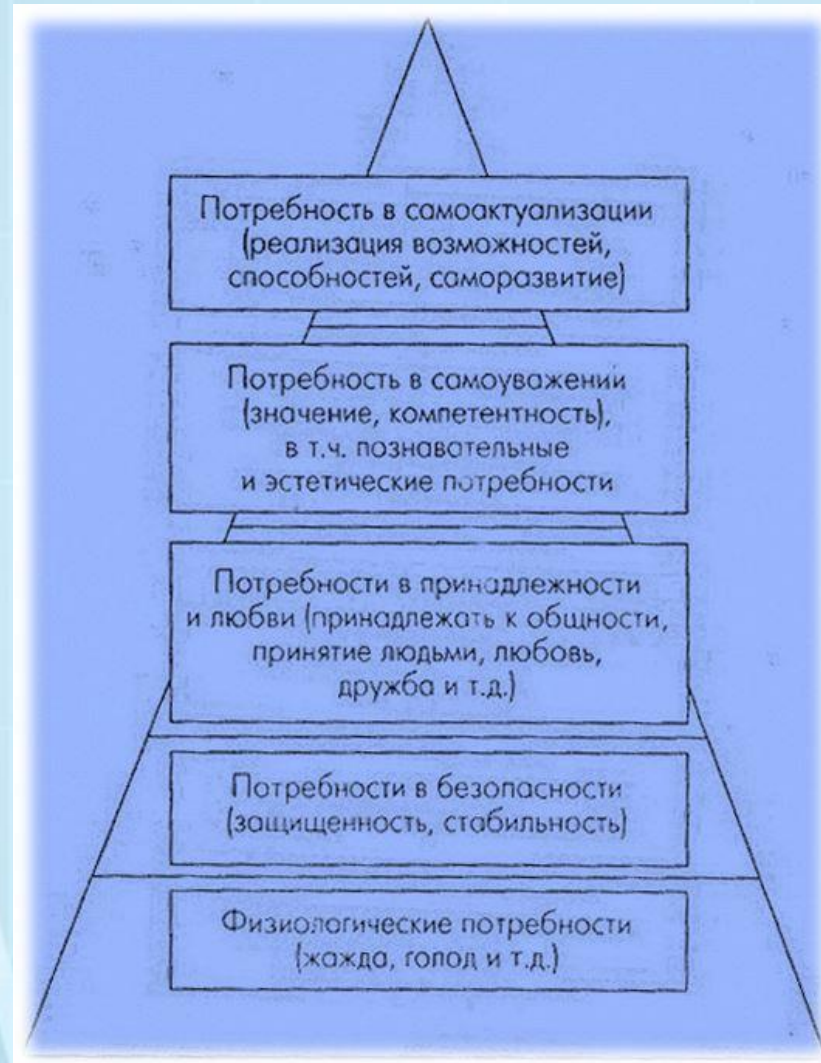 Потребность в самоактуализации
(реализация возможностей,
способностей, саморазвитие)
Потребность в самоуважении
(значение, компетентность),
в т.ч. познавательные
и эстетические потребности
Потребности в принадлежности
и любви (принадлежать к общности,
принятие людьми, любовь,
дружба и т.д.)
Потребности в безопасности
(защищенность, стабильность)
Физиологические потребности
(жажда, голод и т.д.)